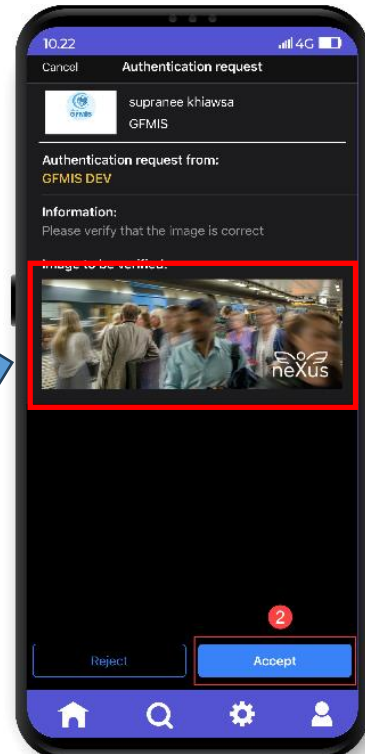 10.22
4G
Cancel
Authentication request
GFMIS
supranee khiawsa
GFMIS
Authentication request from:
GFMIS DEV
Information:
Please verify that the image is correct
Image to be verified:
neXus
2
Reject
Accept